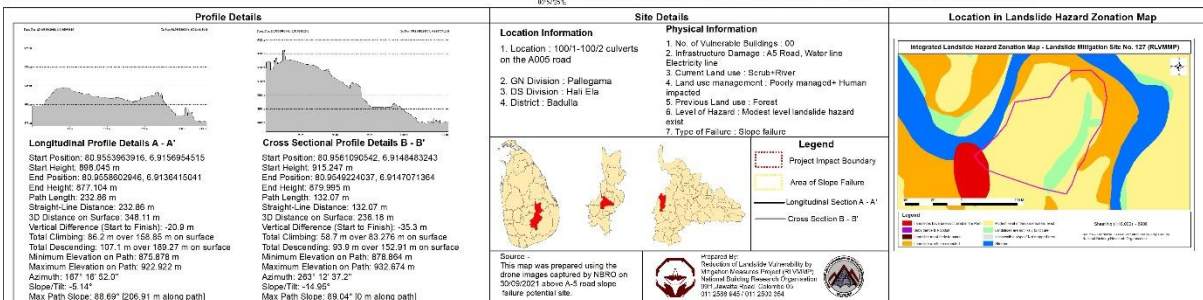 Profile Details
Longitudinal Profile Details A - A'
Start Position: 80.9553963916, 6.9156954515
Start Height: 898.045 m
End Position: 80.9558602946, 6.9136415041
End Height: 877.104 m
Path Length: 232.86 m
Straight-Line Distance: 232.86 m
3D Distance on Surface: 348.11 m
Vertical Difference (Start to Finish): -20.9 m
Total Climbing: 86.2 m over 158.85 m on surface
Total Descending: 107.1 m over 189.27 m on surface
Minimum Elevation on Path: 875.878 m
Maximum Elevation on Path: 922.922 m
Azimuth: 167° 16' 52.0"
Slope/Tilt: -5.14°
Max Path Slope: 88.69° [206.91 m along path]
Cross Sectional Profile Details B - B'
Start Position: 80.9561090542, 6.9148483243
Start Height: 915.247 m
End Position: 80.9549224037, 6.9147071364
End Height: 879.995 m
Path Length: 132.07 m
Straight-Line Distance: 132.07 m
3D Distance on Surface: 236.18 m
Vertical Difference (Start to Finish): -35.3 m
Total Climbing: 58.7 m over 83.276 m on surface
Total Descending: 93.9 m over 152.91 m on surface
Minimum Elevation on Path: 878.864 m
Maximum Elevation on Path: 932.674 m
Azimuth: 263° 12' 37.2"
Slope/Tilt: -14.95°
Max Path Slope: 89.04° [0 m along path]
Site Details
Location Information
1. Location : 100/1-100/2 culverts
on the A005 road
2. GN Division : Pallegama
3. DS Division : Hali Ela
4. District : Badulla
Physical Information
1. No. of Vulnerable Buildings : 00
2. Infrastructure Damage : A5 Road, Water line
Electricity line
3. Current Land use : Scrub+River
4. Land use management : Poorly managed+ Human
impacted
5. Previous Land use : Forest
6. Level of Hazard : Modest level landslide hazard
exist
7. Type of Failure : Slope failure
Legend
Project Impact Boundary
Area of Slope Failure
Longitudinal Section A - A'
Cross Section B - B'
Source -
This map was prepared using the
drone images captured by NBRO on
30/09/2021 above A-5 road slope
failure potential site.
Prepared By:
Reduction of Landslide Vulnerability by
Mitigation Measures Project (RLVMMP)
National Building Research Organisation
99/1,Jawatta Road, Colombo 05
Location in Landslide Hazard Zonation Map
Integrated Landslide Hazard Zonation Map - Landslide Mitigation Site No. 127 (RLVMMP)
Legend